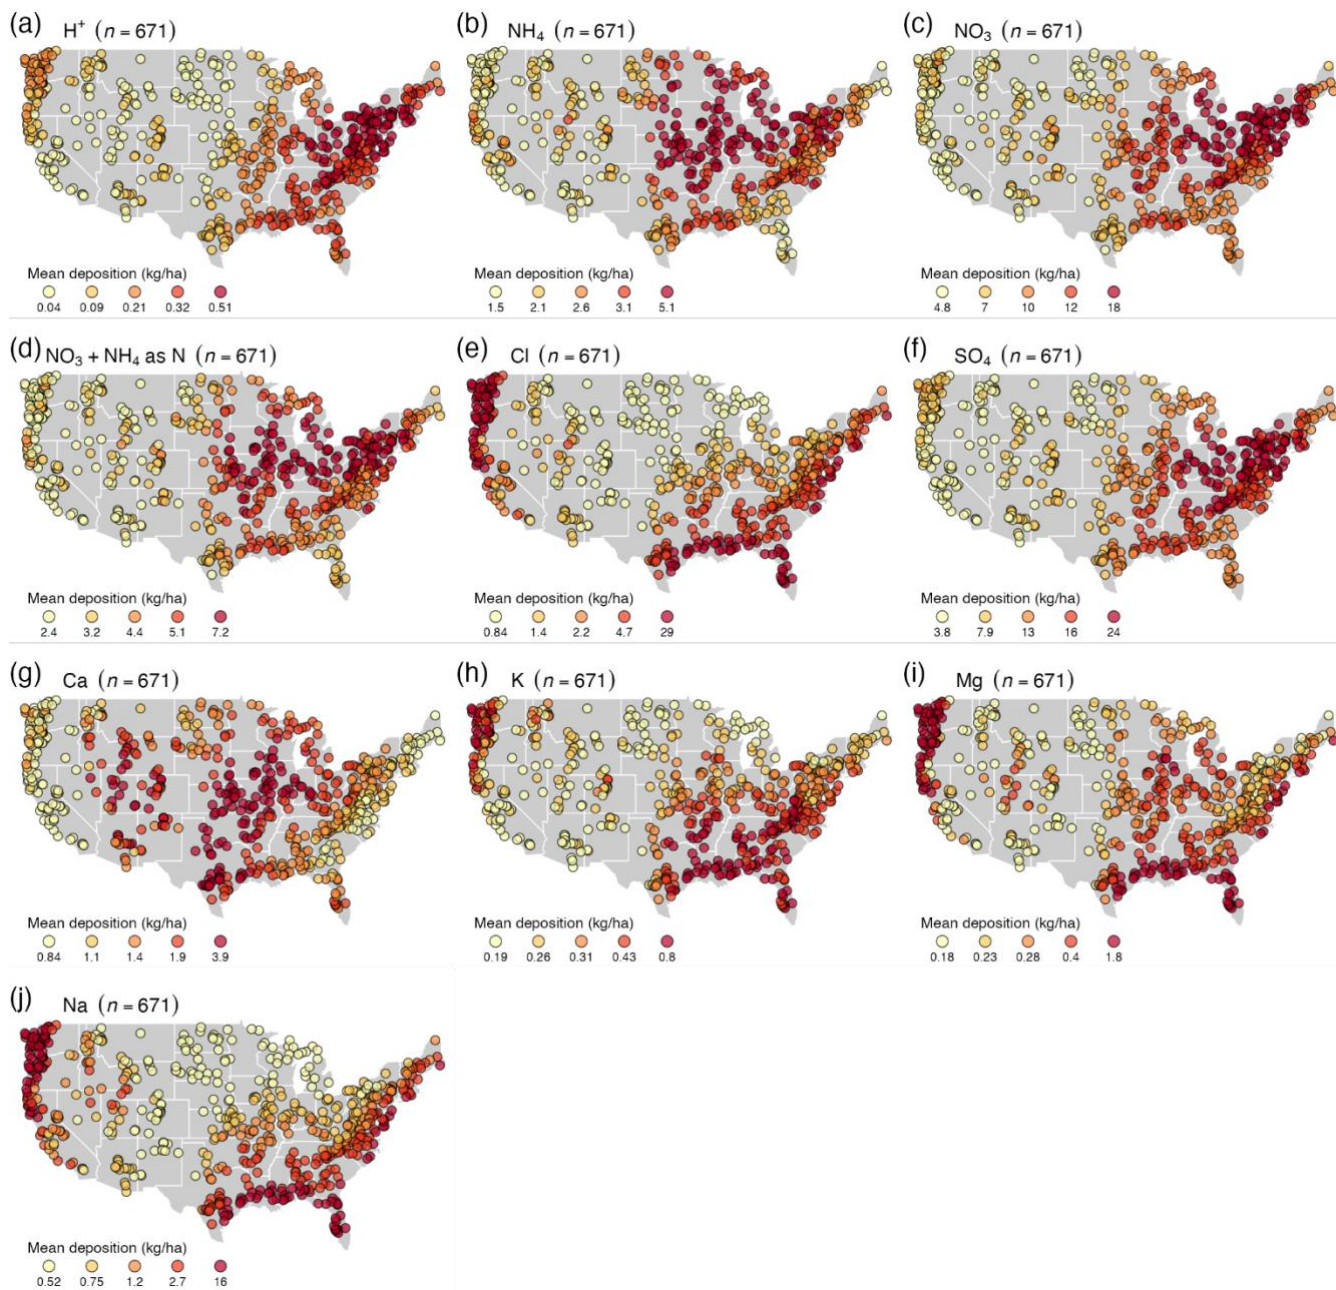 (a) H⁺ (n = 671)
(b) NH₄ (n = 671)
(c) NO₃ (n = 671)
Mean deposition (kg/ha)
0.04 0.09 0.21 0.32 0.51
Mean deposition (kg/ha)
1.5 2.1 2.6 3.1 5.1
Mean deposition (kg/ha)
4.8 7 10 12 18
(d) NO₃ + NH₄ as N (n = 671)
(e) Cl (n = 671)
(f) SO₄ (n = 671)
Mean deposition (kg/ha)
2.4 3.2 4.4 5.1 7.2
Mean deposition (kg/ha)
0.84 1.4 2.2 4.7 29
Mean deposition (kg/ha)
3.8 7.9 13 16 24
(g) Ca (n = 671)
(h) K (n = 671)
(i) Mg (n = 671)
Mean deposition (kg/ha)
0.84 1.1 1.4 1.9 3.9
Mean deposition (kg/ha)
0.19 0.26 0.31 0.43 0.8
Mean deposition (kg/ha)
0.18 0.23 0.28 0.4 1.8
(j) Na (n = 671)
Mean deposition (kg/ha)
0.52 0.75 1.2 2.7 16